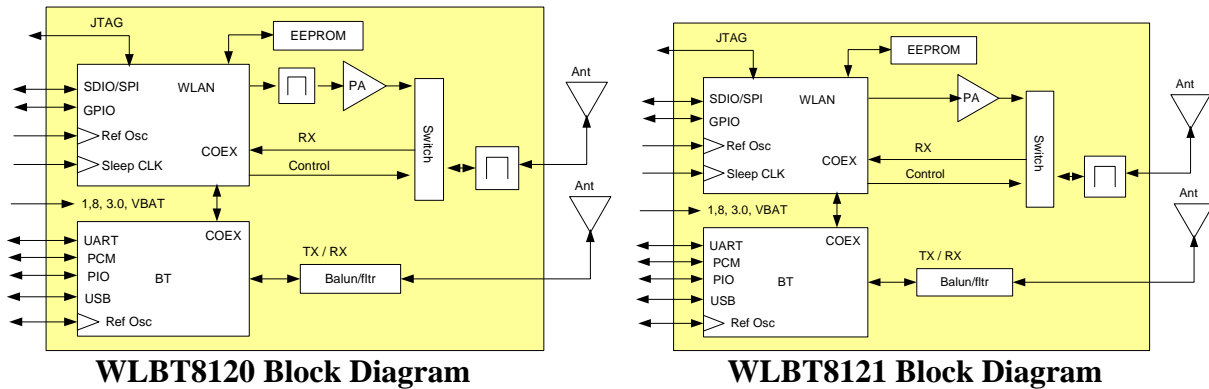 JTAG
EEPROM
SDIO/SPI
WLAN
PA
GPIO
Ref Osc
Sleep CLK
COEX
RX
Control
Switch
Ant
1,8, 3.0, VBAT
COEX
UART
PCM
PIO
BT
USB
Ref Osc
TX / RX
Balun/fltr
Ant
WLBT8120 Block Diagram
JTAG
EEPROM
SDIO/SPI
WLAN
PA
GPIO
Ref Osc
Sleep CLK
COEX
RX
Control
Switch
Ant
1,8, 3.0, VBAT
COEX
UART
PCM
PIO
BT
USB
Ref Osc
TX / RX
Balun/fltr
Ant
WLBT8121 Block Diagram